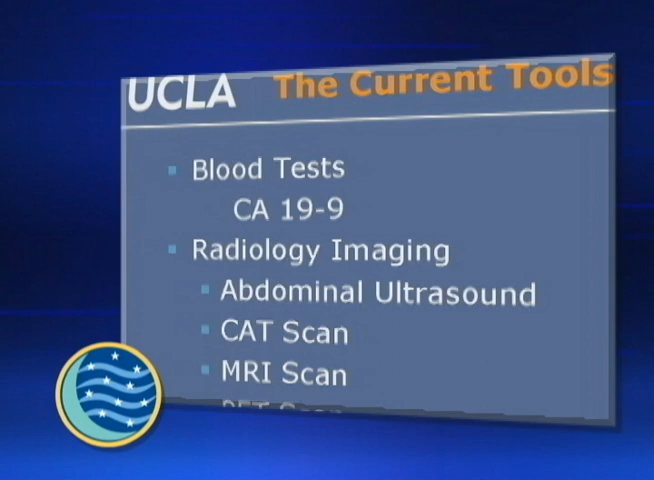 UCLA The Current Tools
Blood Tests
CA 19-9
Radiology Imaging
Abdominal Ultrasound
CAT Scan
MRI Scan